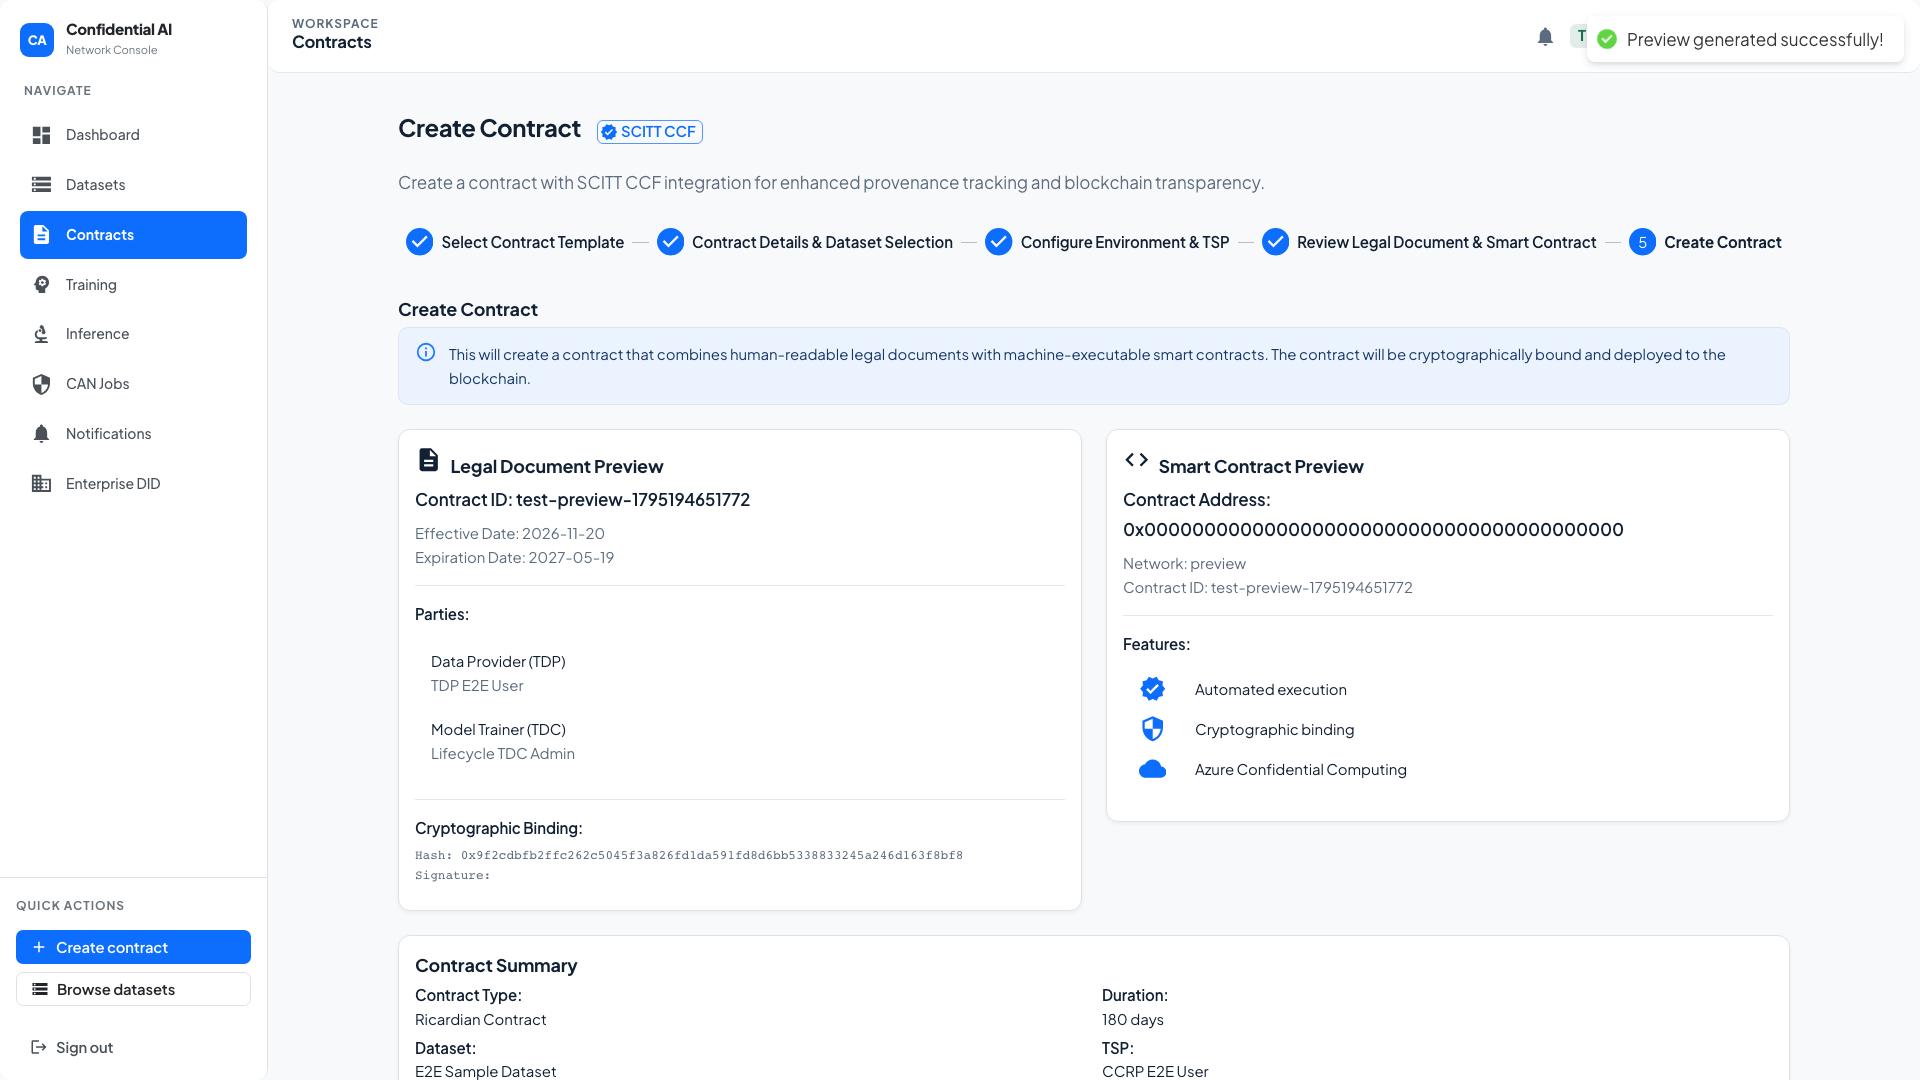 CA
Confidential AI
Network Console
NAVIGATE
Dashboard
Datasets
Contracts
Training
Inference
CAN Jobs
Notifications
Enterprise DID
QUICK ACTIONS
Create contract
Browse datasets
Sign out
WORKSPACE
Contracts
T
Preview generated successfully!
Create Contract
SCITT CCF
Create a contract with SCITT CCF integration for enhanced provenance tracking and blockchain transparency.
Select Contract Template
Contract Details & Dataset Selection
Configure Environment & TSP
Review Legal Document & Smart Contract
5 Create Contract
Create Contract
This will create a contract that combines human-readable legal documents with machine-executable smart contracts. The contract will be cryptographically bound and deployed to the
blockchain.
Legal Document Preview
Contract ID: test-preview-1795194651772
Effective Date: 2026-11-20
Expiration Date: 2027-05-19
Parties:
Data Provider (TDP)
TDP E2E User
Model Trainer (TDC)
Lifecycle TDC Admin
Cryptographic Binding:
Hash: 0x9f2cdbfb2ffc262c5045f3a826fd1da591fd8d6bb5338833245a246d163f8bf8
Signature:
Smart Contract Preview
Contract Address:
0x0000000000000000000000000000000000000000
Network: preview
Contract ID: test-preview-1795194651772
Features:
Automated execution
Cryptographic binding
Azure Confidential Computing
Contract Summary
Contract Type:
Ricardian Contract
Dataset:
E2E Sample Dataset
Duration:
180 days
TSP:
CCRP E2E User